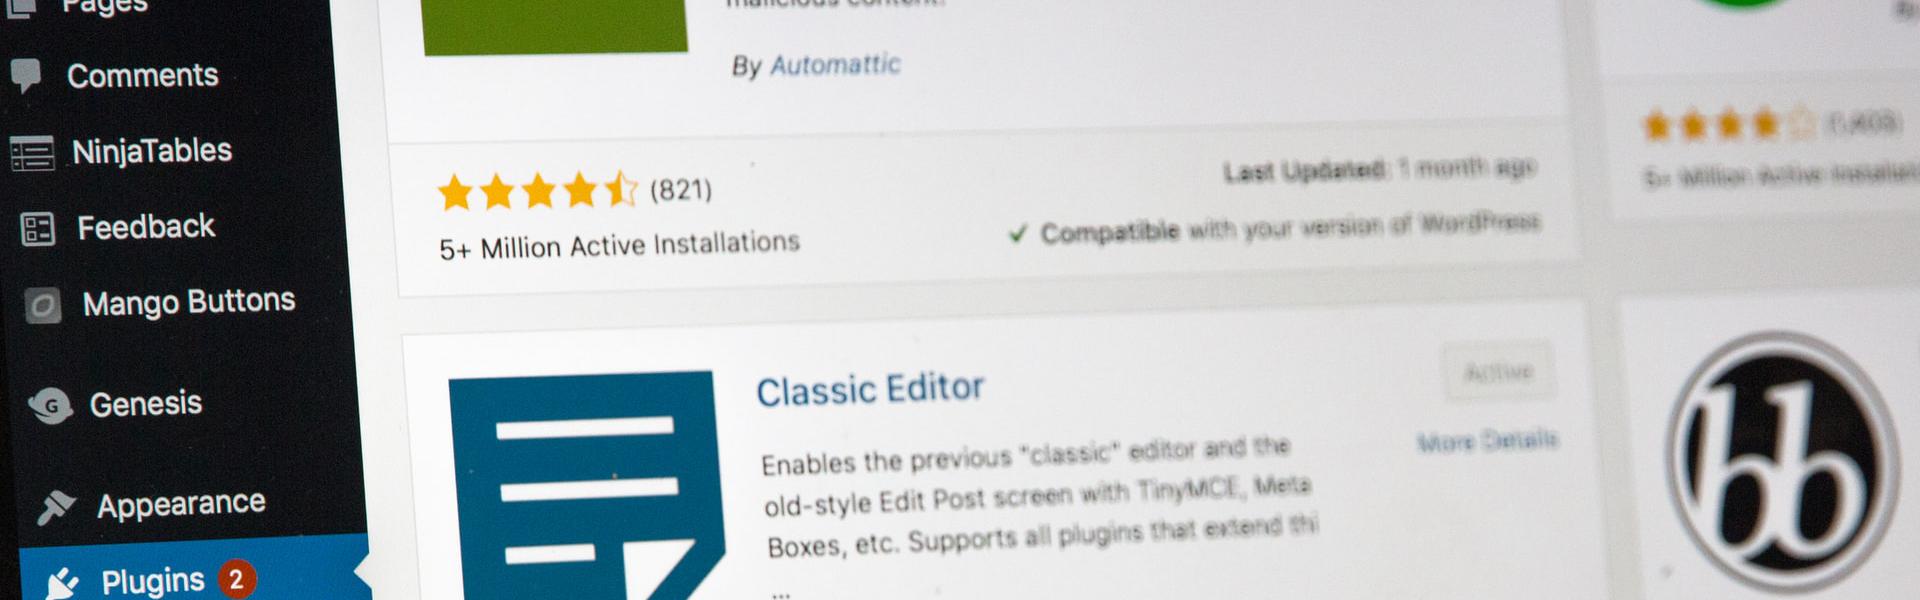 Pages
Comments
NinjaTables
Feedback
Mango Buttons
G
Genesis
Appearance
Plugins 2
malicious content.
By Automattic
(821)
5+ Million Active Installations
Last Updated: 1 month ago
Compatible with your version of WordPress
5+ Million Active Installations
Classic Editor
Active
More Details
Enables the previous "classic" editor and the
old-style Edit Post screen with TinyMCE, Meta
Boxes, etc. Supports all plugins that extend thi
...
bb